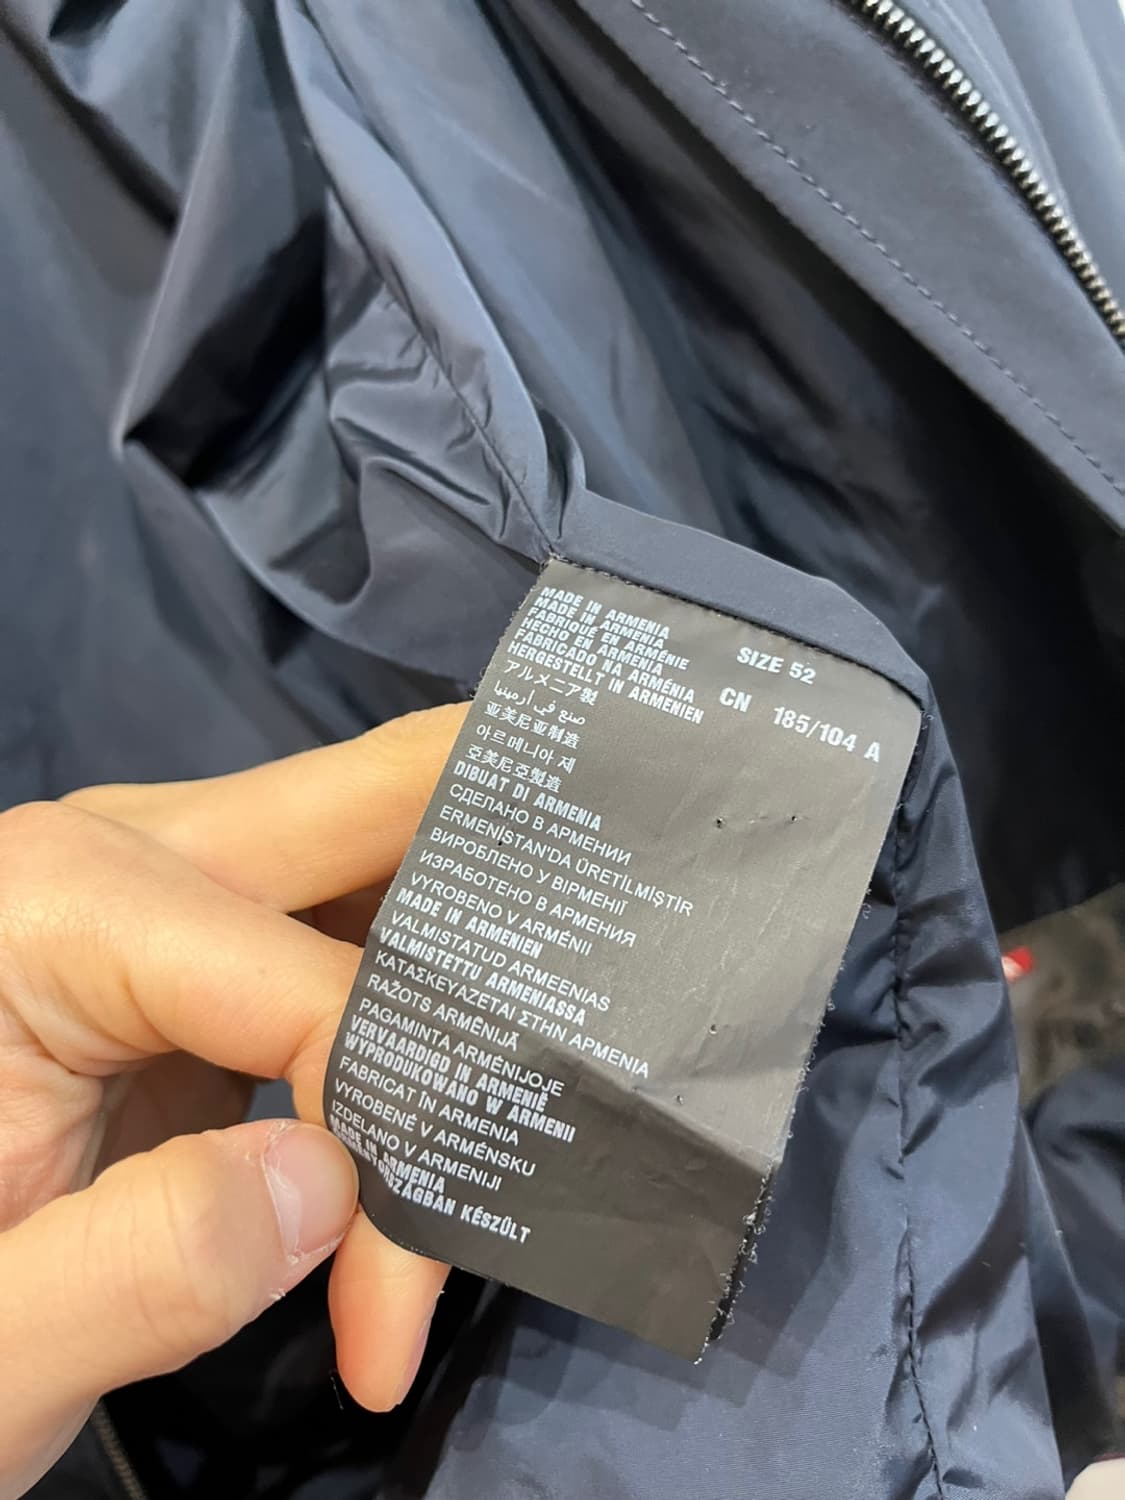 MADE IN ARMENIA
MADE IN ARMENIA
FABRIQUÉ EN ARMÉNIE
HECHO EN ARMENIA
FABRICADO NA ARMÉNIA
HERGESTELLT IN ARMENIEN
アルメニア製
صنع في ارمينيا
亚美尼亚制造
아르메니아 제
亞美尼亞製造
DIBUAT DI ARMENIA
СДЕЛАНО В АРМЕНИИ
ERMENİSTAN'DA ÜRETİLMİŞTİR
ВИРОБЛЕНО У ВІРМЕНІЇ
ИЗРАБОТЕНО В АРМЕНИЯ
VYROBENO V ARMÉNII
MADE IN ARMENIEN
VALMISTATUD ARMEENIAS
VALMISTETTU ARMENIASSA
ΚΑΤΑΣΚΕΥΑΖΕΤΑΙ ΣΤΗΝ ΑΡΜΕΝΙΑ
RAŽOTS ARMĒNIJĀ
PAGAMINTA ARMĖNIJOJE
VERVAARDIGD IN ARMENIË
WYPRODUKOWANO W ARMENII
FABRICAT ÎN ARMENIA
VYROBENÉ V ARMÉNSKU
IZDELANO V ARMENIJI
MADE IN ARMENIA
KÉSZÜLT
SIZE 52
CN 185/104 A